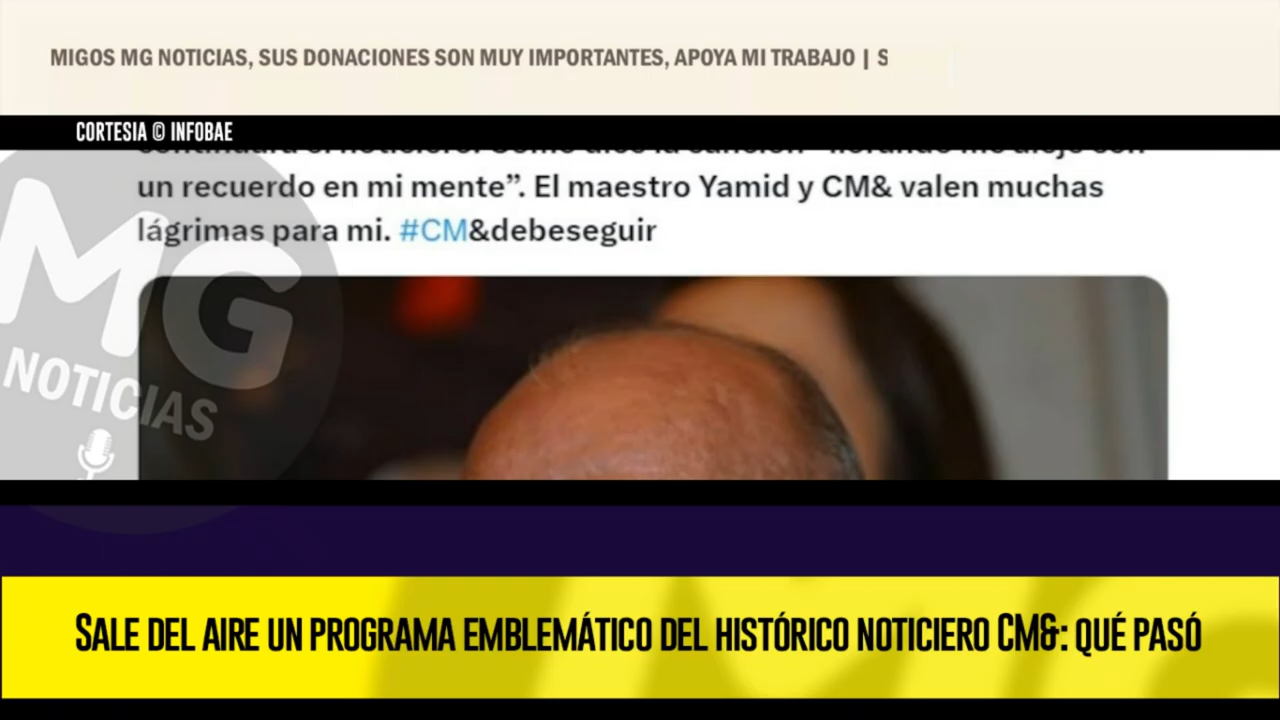 MIGOS MG NOTICIAS, SUS DONACIONES SON MUY IMPORTANTES, APOYA MI TRABAJO | S
CORTESIA © INFOBAE
un recuerdo en mi mente”. El maestro Yamid y CM& valen muchas
lágrimas para mi. #CM&debeseguir
MG
NOTICIAS
SALE DEL AIRE UN PROGRAMA EMBLEMÁTICO DEL HISTÓRICO NOTICIERO CM&: QUÉ PASÓ